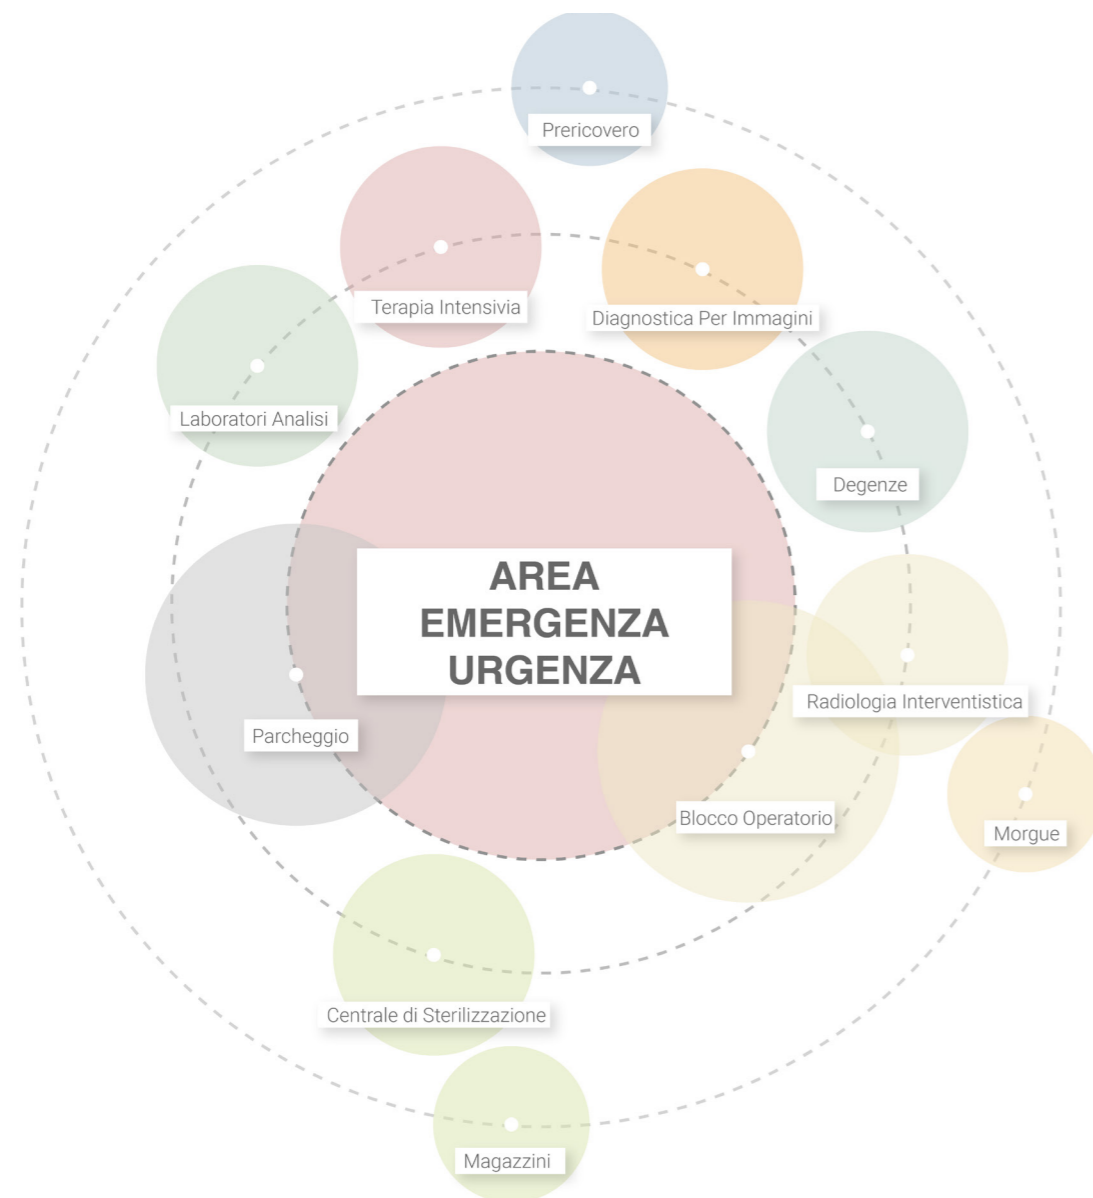 Prericovero
Terapia Intensivia
Diagnostica Per Immagini
Laboratori Analisi
Degenze
AREA
EMERGENZA
URGENZA
Radiologia Interventistica
Parcheggio
Blocco Operatorio
Morgue
Centrale di Sterilizzazione
Magazzini